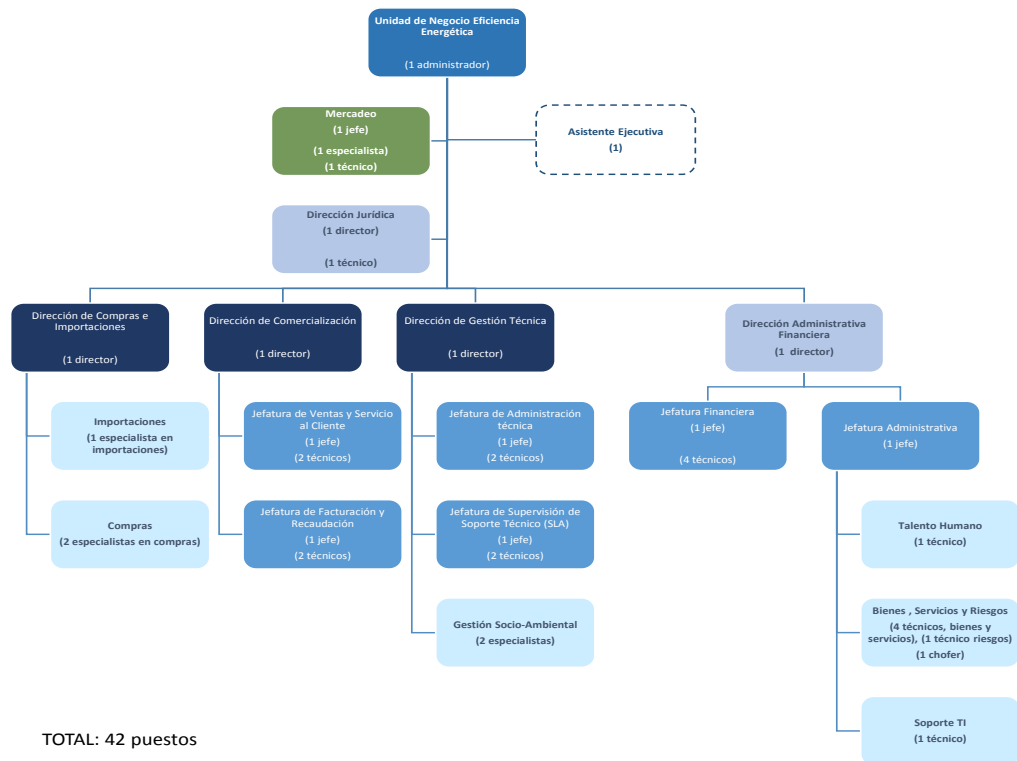 Unidad de Negocio Eficiencia
Energética
(1 administrador)
Mercadeo
(1 jefe)
(1 especialista)
(1 técnico)
Asistente Ejecutiva
(1)
Dirección Jurídica
(1 director)
(1 técnico)
Dirección de Compras e
Importaciones
(1 director)
Dirección de Comercialización
(1 director)
Dirección de Gestión Técnica
(1 director)
Dirección Administrativa
Financiera
(1 director)
Importaciones
(1 especialista en
importaciones)
Compras
(2 especialistas en compras)
Jefatura de Ventas y Servicio
al Cliente
(1 jefe)
(2 técnicos)
Jefatura de Facturación y
Recaudación
(1 jefe)
(2 técnicos)
Jefatura de Administración
técnica
(1 jefe)
(2 técnicos)
Jefatura de Supervisión de
Soporte Técnico (SLA)
(1 jefe)
(2 técnicos)
Gestión Socio-Ambiental
(2 especialistas)
Jefatura Financiera
(1 jefe)
(4 técnicos)
Jefatura Administrativa
(1 jefe)
Talento Humano
(1 técnico)
Bienes , Servicios y Riesgos
(4 técnicos, bienes y
servicios), (1 técnico riesgos)
(1 chofer)
Soporte TI
(1 técnico)
TOTAL: 42 puestos